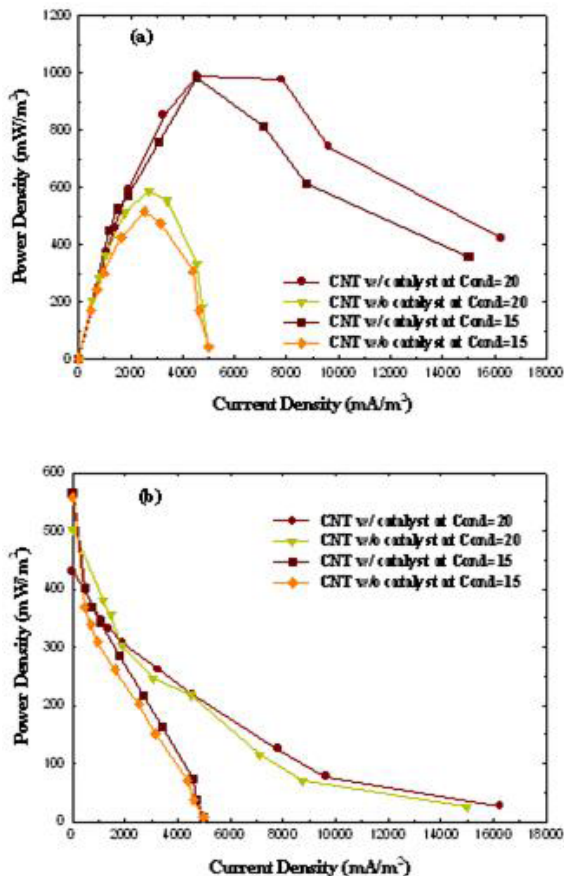 (a)
1200
1000
800
600
400
200
0
Power Density (mW/m²)
CNT w/ catalyst at Cond=20
CNT w/o catalyst at Cond=20
CNT w/ catalyst at Cond=15
CNT w/o catalyst at Cond=15
0 2000 4000 6000 8000 10000 12000 14000 16000 18000
Current Density (mA/m²)
(b)
600
500
400
300
200
100
0
Power Density (mW/m²)
CNT w/ catalyst at Cond=20
CNT w/o catalyst at Cond=20
CNT w/ catalyst at Cond=15
CNT w/o catalyst at Cond=15
0 2000 4000 6000 8000 10000 12000 14000 16000 18000
Current Density (mA/m²)